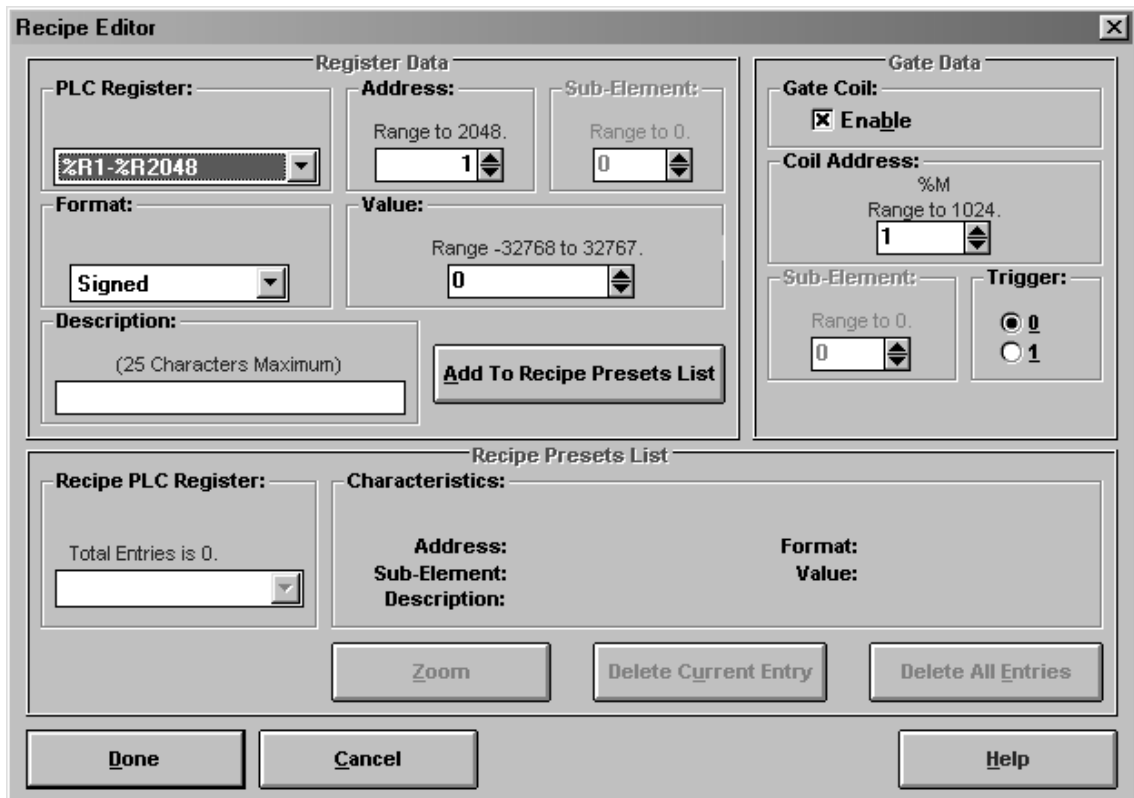 Recipe Editor
Register Data
PLC Register:
%R1-%R2048
Address:
Range to 2048.
1
Sub-Element:
Range to 0.
0
Format:
Signed
Value:
Range -32768 to 32767.
0
Description:
(25 Characters Maximum)
Add To Recipe Presets List
Gate Data
Gate Coil:
Enable
Coil Address:
%M
Range to 1024.
1
Sub-Element:
Range to 0.
0
Trigger:
0
1
Recipe Presets List
Recipe PLC Register:
Total Entries is 0.
Characteristics:
Address:
Format:
Sub-Element:
Value:
Description:
Zoom
Delete Current Entry
Delete All Entries
Done
Cancel
Help